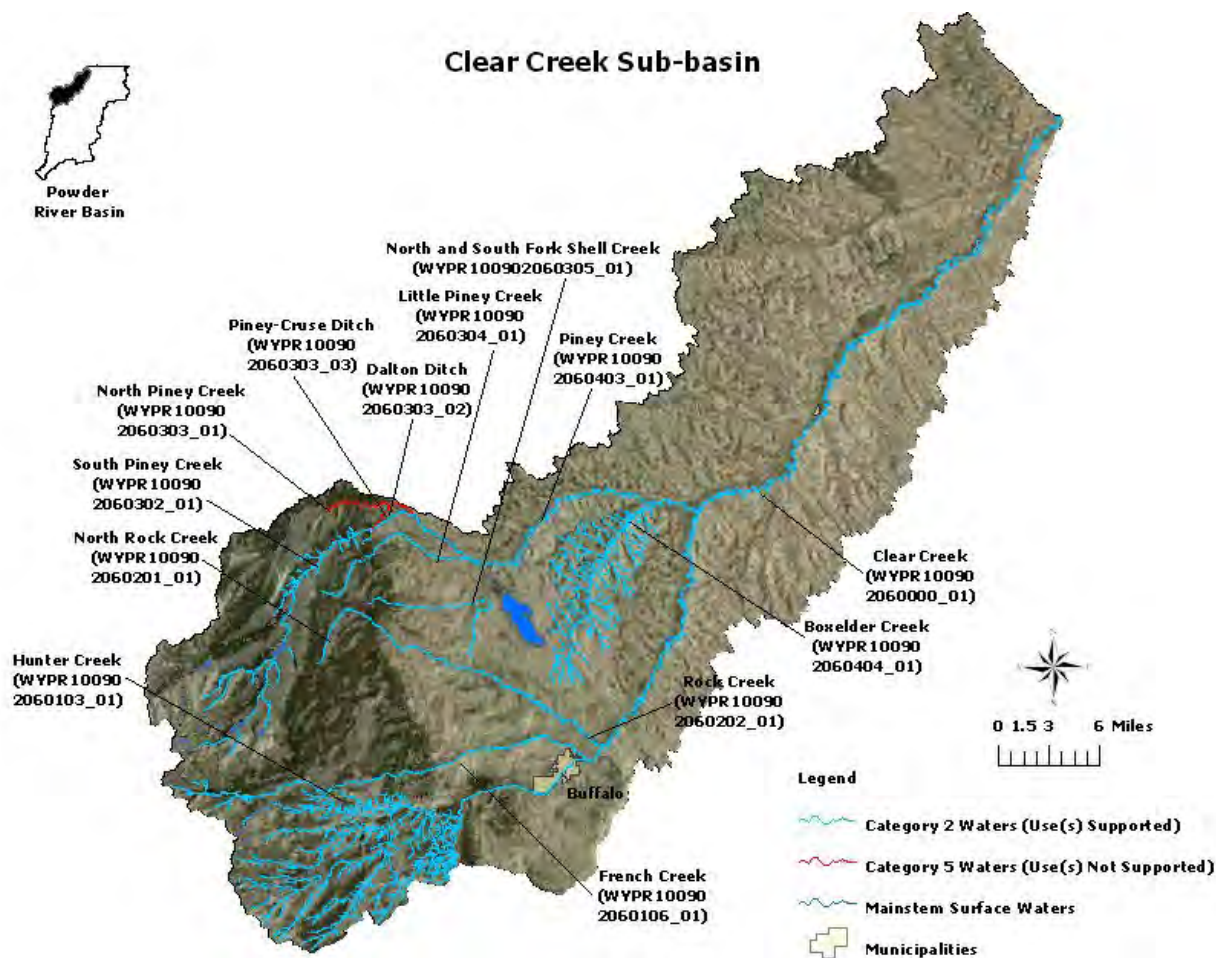 Clear Creek Sub-basin
Powder
River Basin
North and South Fork Shell Creek
(WYPR100902060305_01)
Little Piney Creek
(WYPR10090
2060304_01)
Piney-Cruse Ditch
(WYPR10090
2060303_03)
Piney Creek
(WYPR10090
2060403_01)
Dalton Ditch
(WYPR10090
2060303_02)
North Piney Creek
(WYPR10090
2060303_01)
South Piney Creek
(WYPR10090
2060302_01)
North Rock Creek
(WYPR10090
2060201_01)
Clear Creek
(WYPR10090
2060000_01)
Boxelder Creek
(WYPR10090
2060404_01)
Hunter Creek
(WYPR10090
2060103_01)
Rock Creek
(WYPR10090
2060202_01)
0 1.5 3 6 Miles
Buffalo
French Creek
(WYPR10090
2060106_01)
Legend
Category 2 Waters (Use(s) Supported)
Category 5 Waters (Use(s) Not Supported)
Mainstem Surface Waters
Municipalities